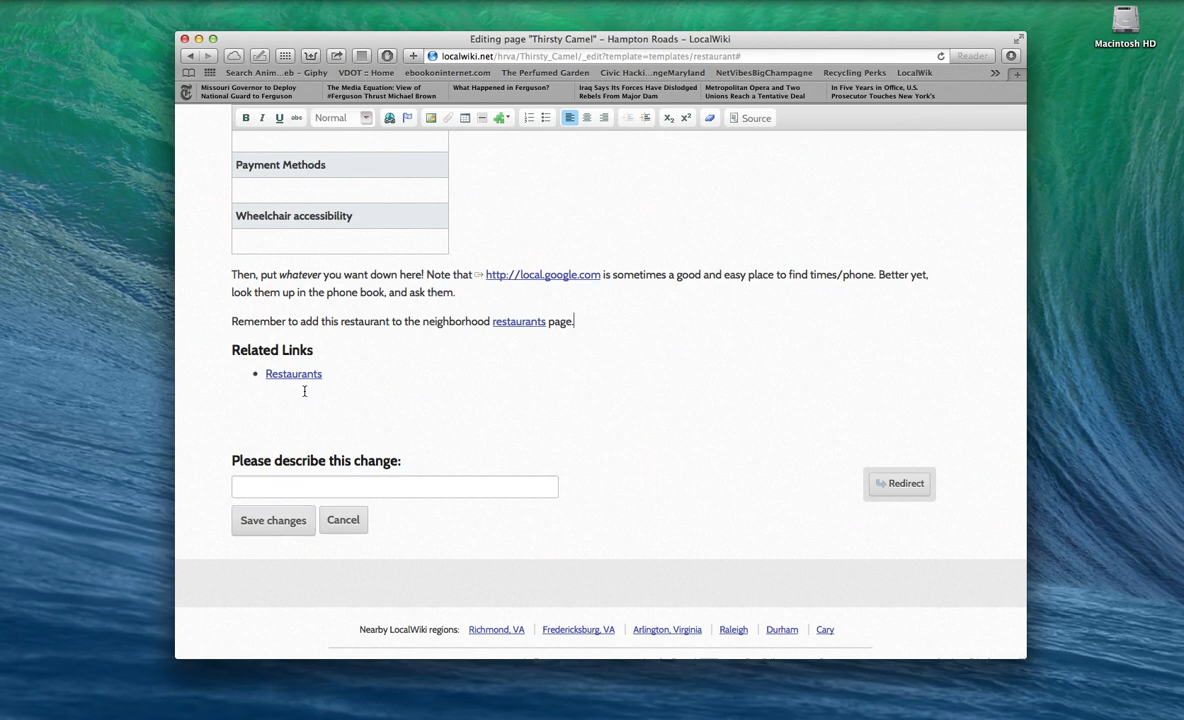 Macintosh HD
Editing page "Thirsty Camel" – Hampton Roads – LocalWiki
localwiki.net/hrva/Thirsty_Camel/_edit?template=templates/restaurant#
Reader
Search Anim...eb – Giphy VDOT :: Home ebookoninternet.com The Perfumed Garden Civic Hacki...ngeMaryland NetVibesBigChampagne Recycling Perks LocalWik
Missouri Governor to Deploy National Guard to Ferguson
The Media Equation: View of #Ferguson Thrust Michael Brown
What Happened in Ferguson?
Iraq Says Its Forces Have Dislodged Rebels From Major Dam
Metropolitan Opera and Two Unions Reach a Tentative Deal
In Five Years in Office, U.S. Prosecutor Touches New York's
B I U abc Normal X₂ X² Source
Payment Methods
Wheelchair accessibility
Then, put whatever you want down here! Note that http://local.google.com is sometimes a good and easy place to find times/phone. Better yet,
look them up in the phone book, and ask them.
Remember to add this restaurant to the neighborhood restaurants page.
Related Links
• Restaurants
Please describe this change:
Redirect
Save changes Cancel
Nearby LocalWiki regions: Richmond, VA Fredericksburg, VA Arlington, Virginia Raleigh Durham Cary